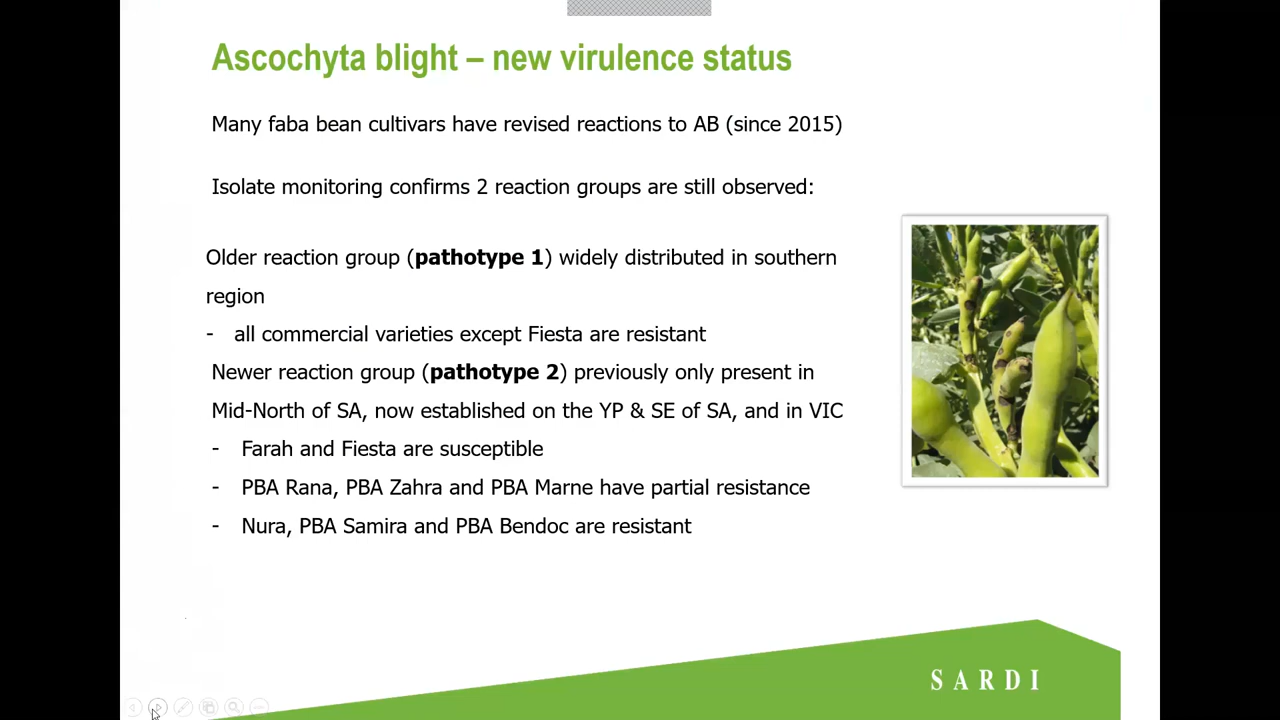 Ascochyta blight – new virulence status
Many faba bean cultivars have revised reactions to AB (since 2015)
Isolate monitoring confirms 2 reaction groups are still observed:
Older reaction group (pathotype 1) widely distributed in southern
region
- all commercial varieties except Fiesta are resistant
Newer reaction group (pathotype 2) previously only present in
Mid-North of SA, now established on the YP & SE of SA, and in VIC
- Farah and Fiesta are susceptible
- PBA Rana, PBA Zahra and PBA Marne have partial resistance
- Nura, PBA Samira and PBA Bendoc are resistant
SARDI